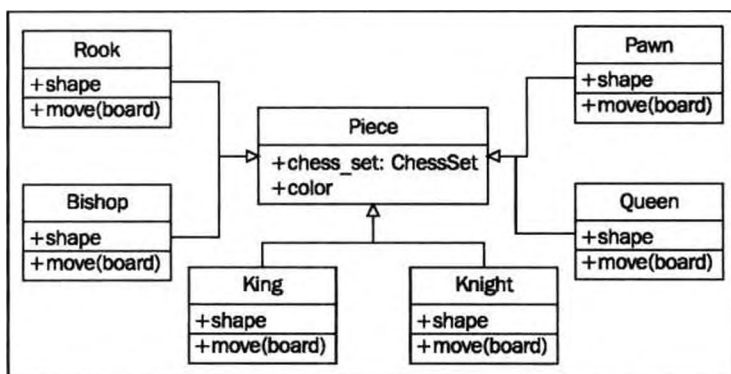 Rook
+shape
+move(board)
Pawn
+shape
+move(board)
Piece
+chess_set: ChessSet
+color
Bishop
+shape
+move(board)
Queen
+shape
+move(board)
King
+shape
+move(board)
Knight
+shape
+move(board)